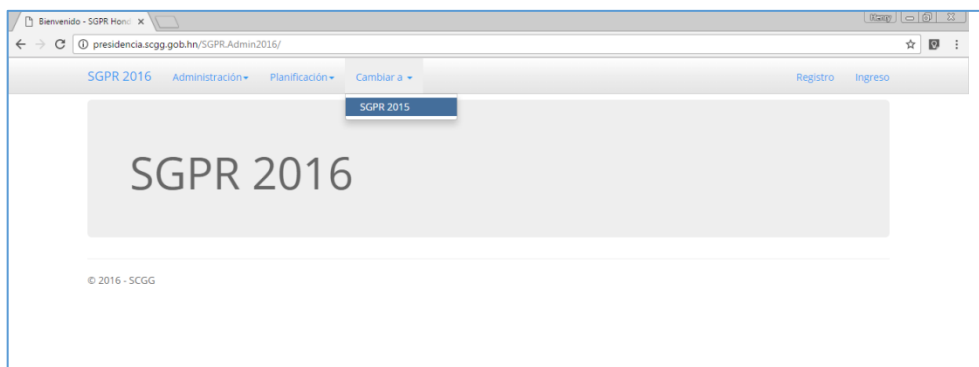 Bienvenido - SGPR Hond
presidencia.scgg.gob.hn/SGPR.Admin2016/
SGPR 2016 Administración Planificación Cambiar a Registro Ingreso
SGPR 2015
SGPR 2016
© 2016 - SCGG